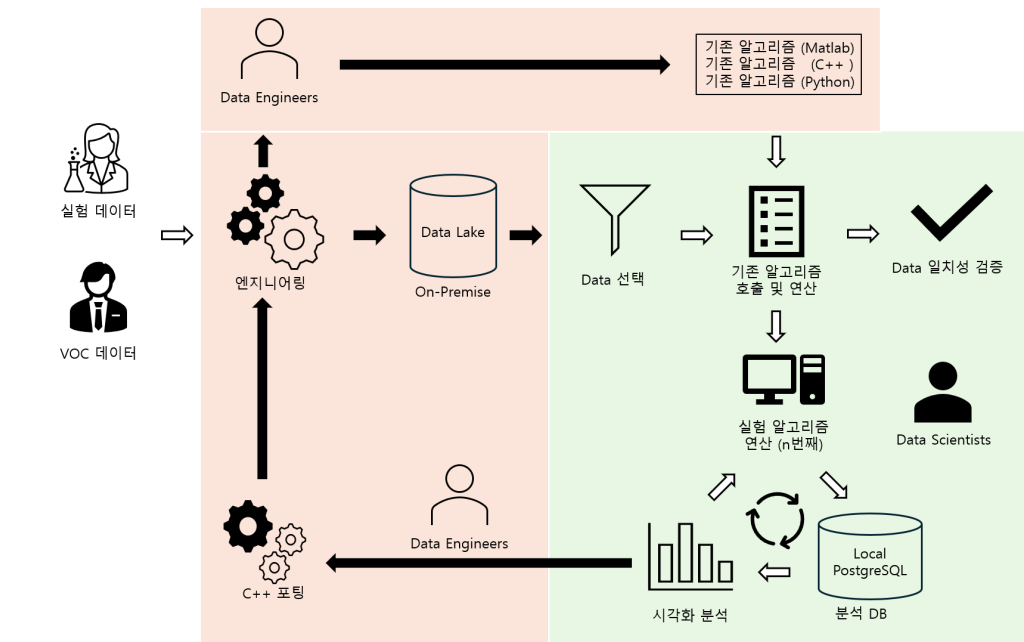 Data Engineers
기존 알고리즘 (Matlab)
기존 알고리즘 (C++ )
기존 알고리즘 (Python)
실험 데이터
VOC 데이터
엔지니어링
Data Lake
On-Premise
Data 선택
기존 알고리즘
호출 및 연산
Data 일치성 검증
실험 알고리즘
연산 (n번째)
Data Scientists
Data Engineers
C++ 포팅
시각화 분석
Local
PostgreSQL
분석 DB